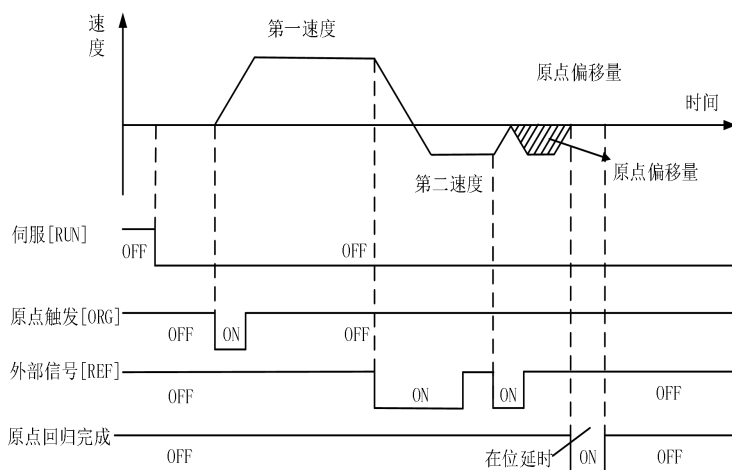 速
度
第一速度
原点偏移量
时间
第二速度
原点偏移量
伺服[RUN]
OFF
OFF
原点触发[ORG]
OFF
ON
OFF
外部信号[REF]
OFF
ON
ON
OFF
原点回归完成
OFF
在位延时
ON
OFF